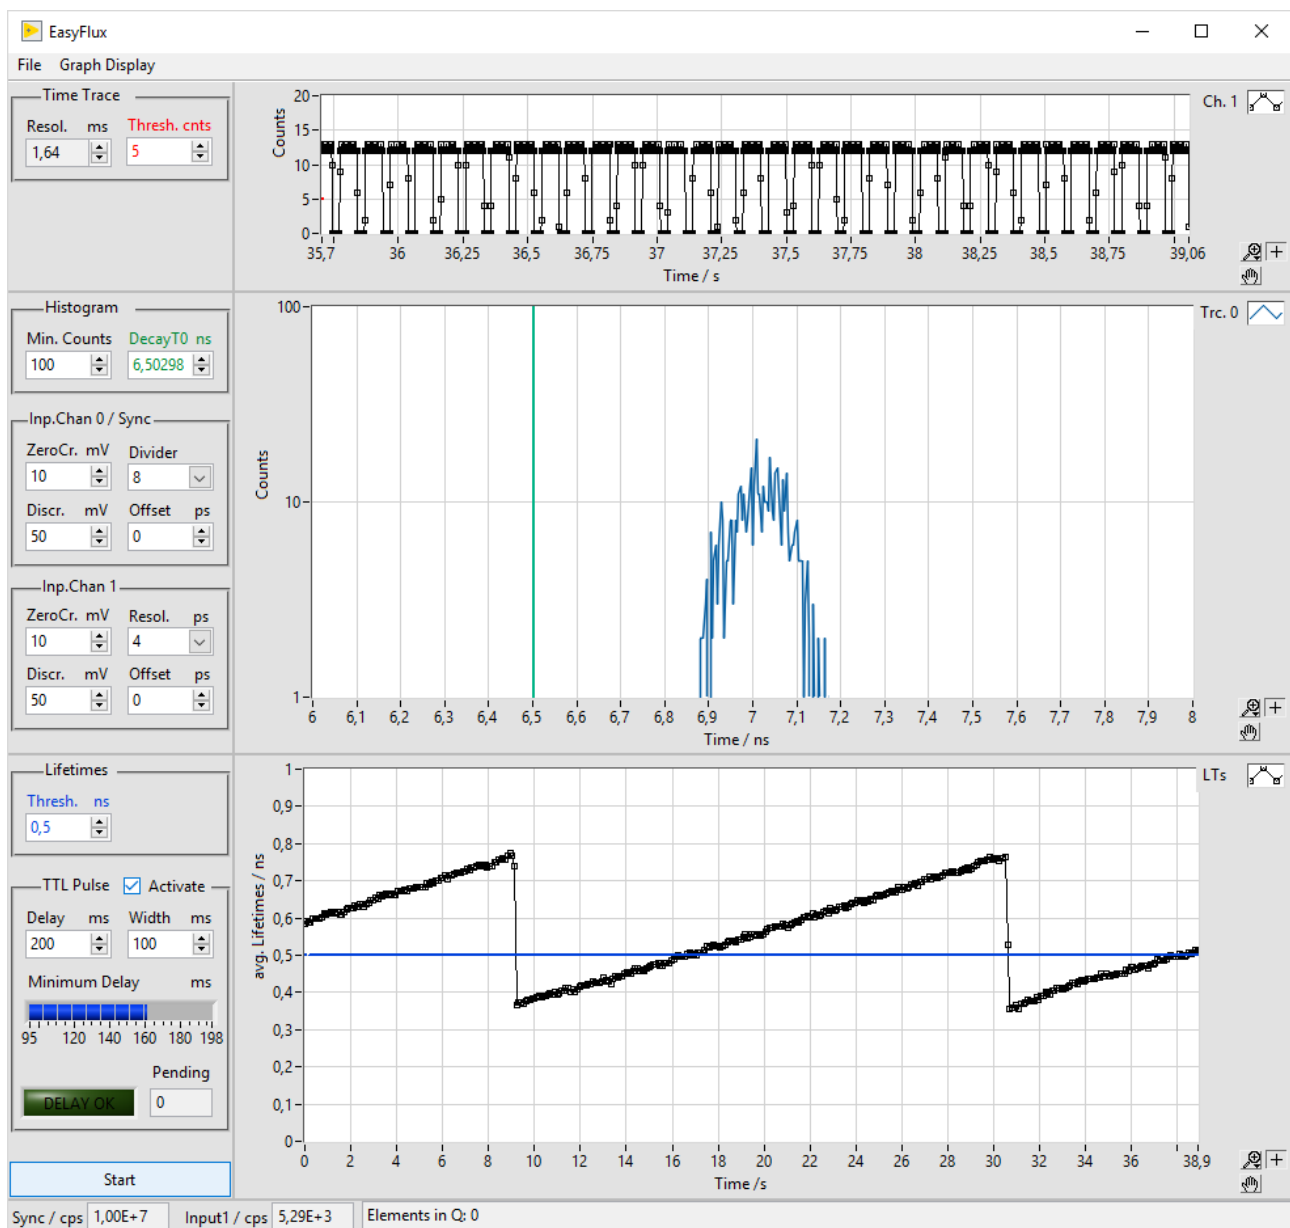 EasyFlux
File Graph Display
Time Trace
Resol. ms Thresh. cnts
1,64 5
Counts
20
15
10
5
0
35,7 36 36,25 36,5 36,75 37 37,25 37,5 37,75 38 38,25 38,5 38,75 39,06
Time / s
Ch. 1
Histogram
Min. Counts DecayT0 ns
100 6,50298
Inp.Chan 0 / Sync
ZeroCr. mV Divider
10 8
Discr. mV Offset ps
50 0
Inp.Chan 1
ZeroCr. mV Resol. ps
10 4
Discr. mV Offset ps
50 0
Counts
100
10
1
6 6,1 6,2 6,3 6,4 6,5 6,6 6,7 6,8 6,9 7 7,1 7,2 7,3 7,4 7,5 7,6 7,7 7,8 7,9 8
Time / ns
Trc. 0
Lifetimes
Thresh. ns
0,5
TTL Pulse Activate
Delay ms Width ms
200 100
Minimum Delay ms
95 120 140 160 180 198
Pending
DELAY OK 0
Start
avg. Lifetimes / ns
1
0,9
0,8
0,7
0,6
0,5
0,4
0,3
0,2
0,1
0
0 2 4 6 8 10 12 14 16 18 20 22 24 26 28 30 32 34 36 38,9
Time /s
LTs
Sync / cps 1,00E+7 Input1 / cps 5,29E+3 Elements in Q: 0